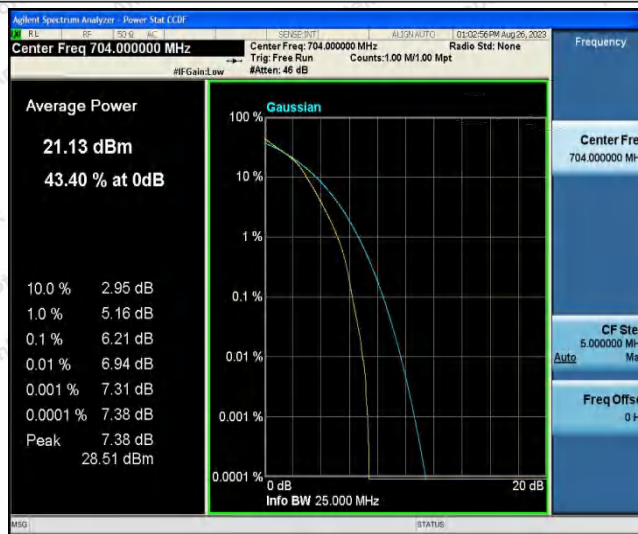 Agilent Spectrum Analyzer - Power Stat CCDF
RL RF 50 Ω AC SENSE:INT ALIGN AUTO 01:02:56 PM Aug 26, 2023
Center Freq 704.000000 MHz
Center Freq: 704.000000 MHz Radio Std: None
Trig: Free Run Counts:1.00 M/1.00 Mpt
#IFGain:Low #Atten: 46 dB
Frequency
Average Power
21.13 dBm
43.40 % at 0dB
10.0 % 2.95 dB
1.0 % 5.16 dB
0.1 % 6.21 dB
0.01 % 6.94 dB
0.001 % 7.31 dB
0.0001 % 7.38 dB
Peak 7.38 dB
28.51 dBm
Gaussian
100 %
10 %
1 %
0.1 %
0.01 %
0.001 %
0.0001 %
0 dB 20 dB
Info BW 25.000 MHz
Center Fre
704.000000 MH
CF Ste
5.000000 MH
Auto Ma
Freq Offs
0 H
MSG STATUS